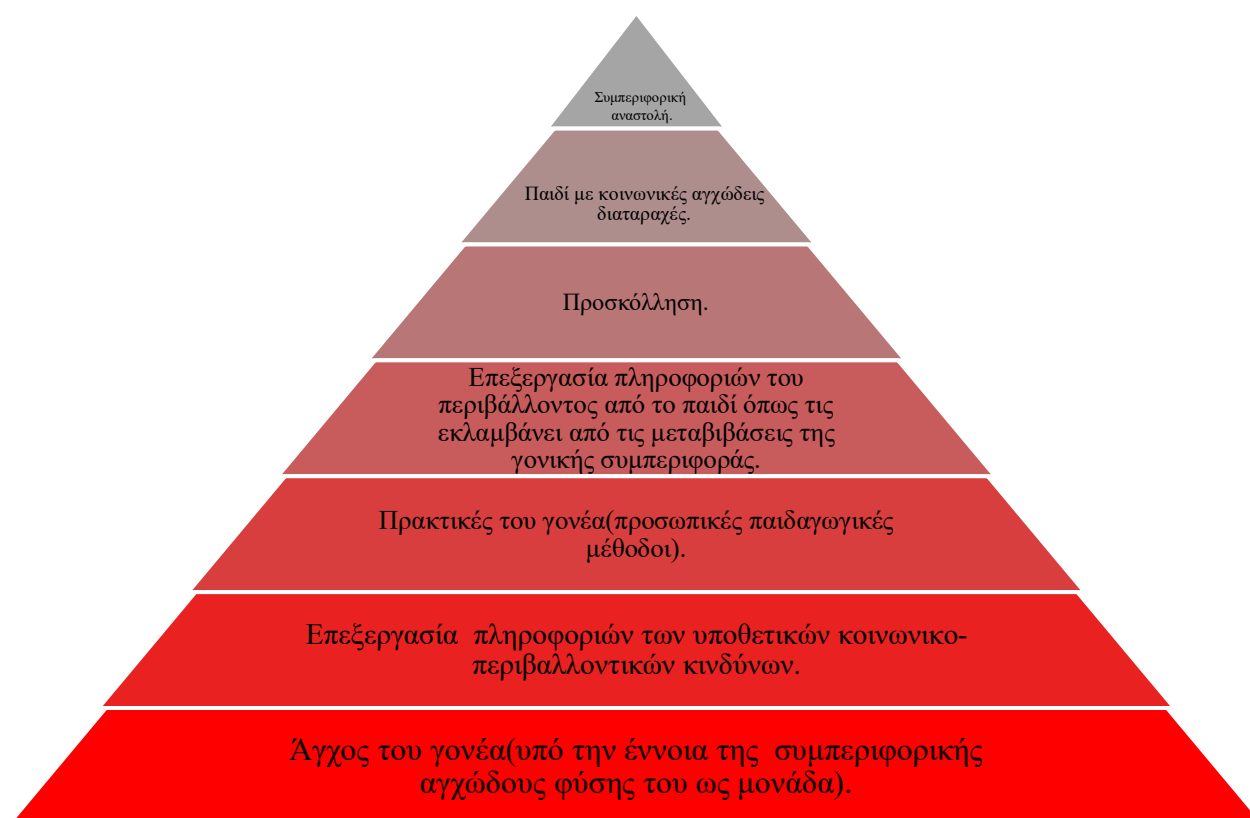 Συμπεριφορική
αναστολή.
Παιδί με κοινωνικές αγχώδεις
διαταραχές.
Προσκόλληση.
Επεξεργασία πληροφοριών του
περιβάλλοντος από το παιδί όπως τις
εκλαμβάνει από τις μεταβιβάσεις της
γονικής συμπεριφοράς.
Πρακτικές του γονέα(προσωπικές παιδαγωγικές
μέθοδοι).
Επεξεργασία  πληροφοριών των υποθετικών κοινωνικο-
περιβαλλοντικών κινδύνων.
Άγχος του γονέα(υπό την έννοια της  συμπεριφορικής
αγχώδους φύσης του ως μονάδα).